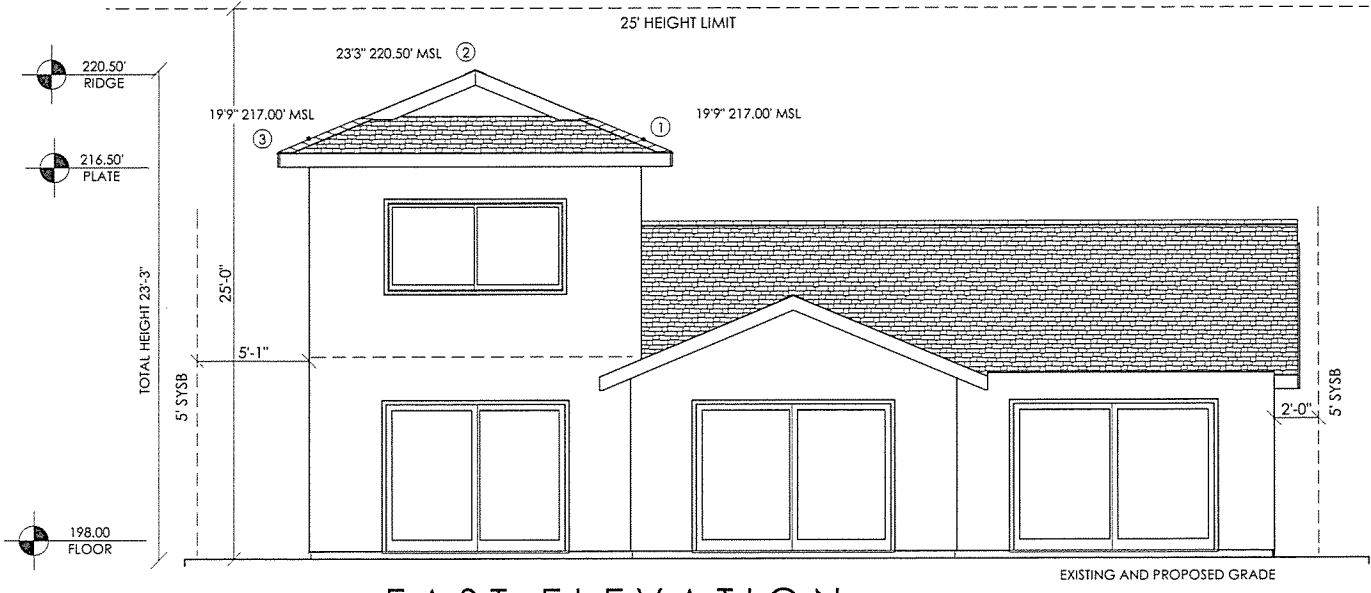 25' HEIGHT LIMIT
23'3" 220.50' MSL
2
220.50'
RIDGE
19'9" 217.00' MSL
3
1
19'9" 217.00' MSL
216.50'
PLATE
TOTAL HEIGHT 23'-3"
25'-0"
5'-1"
5' SYSB
2'-0"
5' SYSB
198.00
FLOOR
EXISTING AND PROPOSED GRADE
EAST ELEVATION